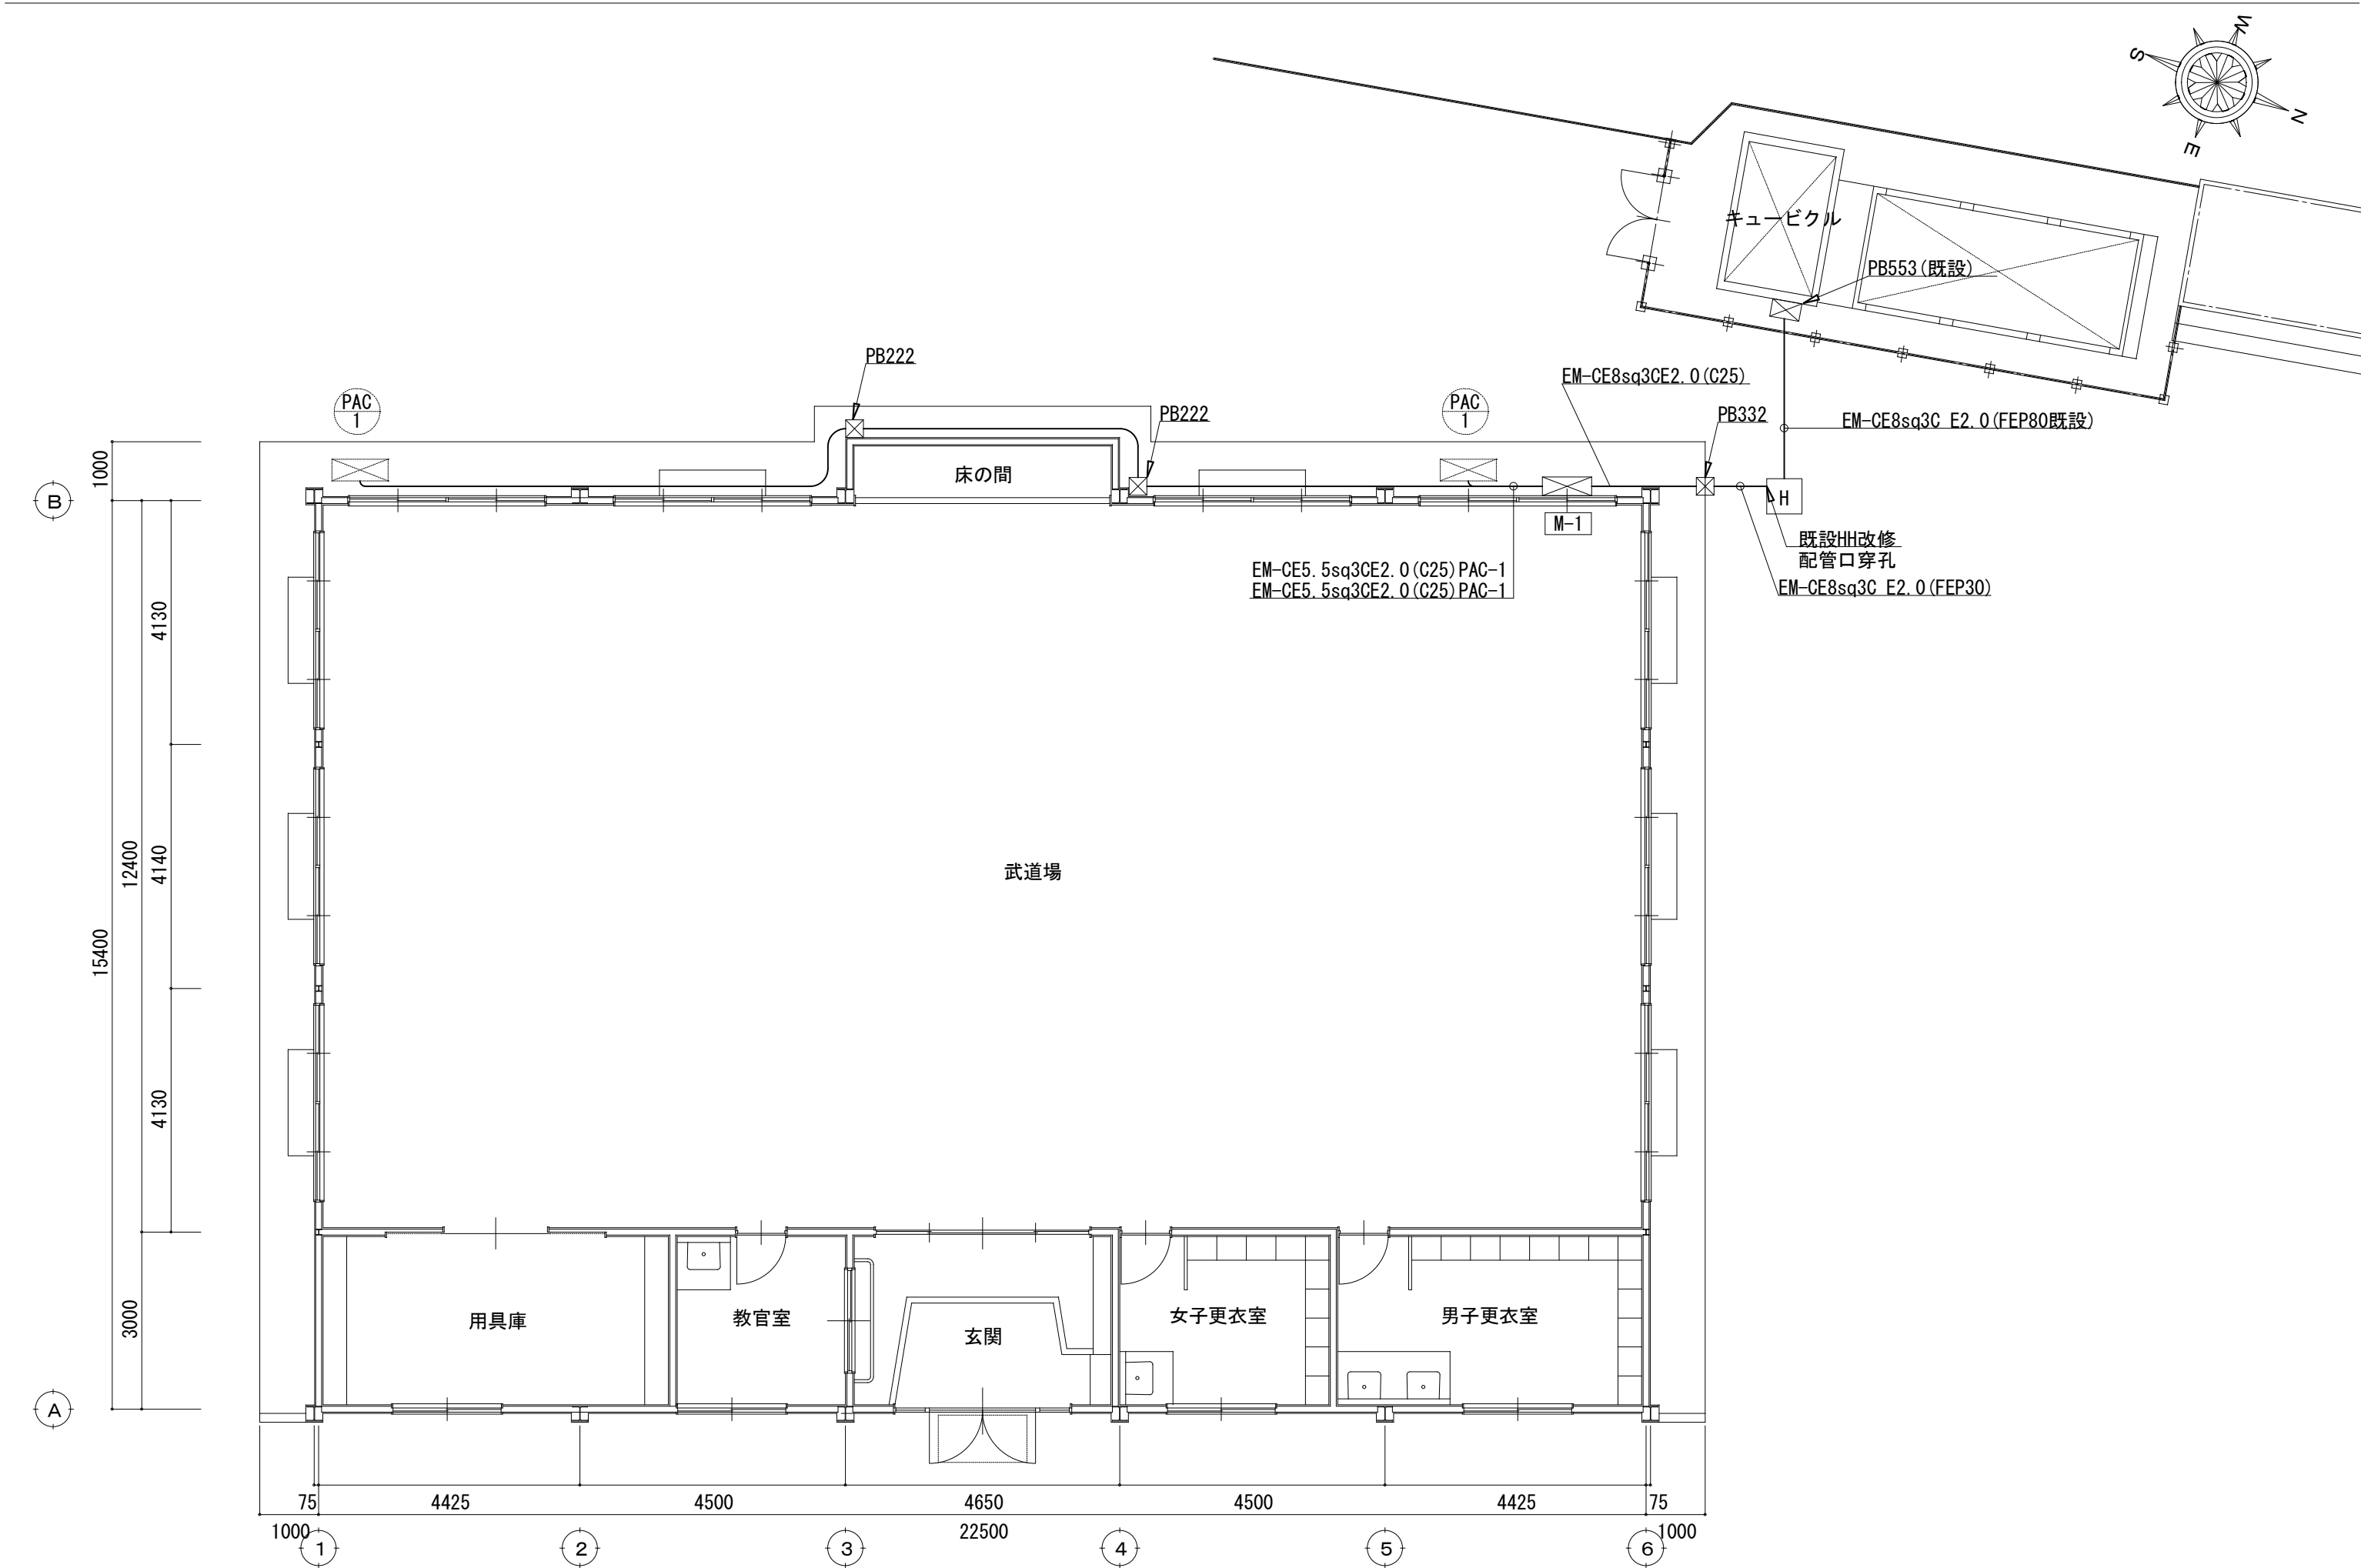 W
S
N
E
キュービクル
PB553(既設)
PB222
EM-CE8sq3CE2.0(C25)
PAC
1
PAC
1
PB222
PB332
EM-CE8sq3C E2.0(FEP80既設)
1000
床の間
B
H
M-1
既設HH改修
配管口穿孔
EM-CE5.5sq3CE2.0(C25)PAC-1
EM-CE5.5sq3CE2.0(C25)PAC-1
EM-CE8sq3C E2.0(FEP30)
4130
12400
4140
武道場
15400
4130
3000
用具庫
教官室
玄関
女子更衣室
男子更衣室
A
75
4425
4500
4650
4500
4425
75
1000
22500
1000
1
2
3
4
5
6